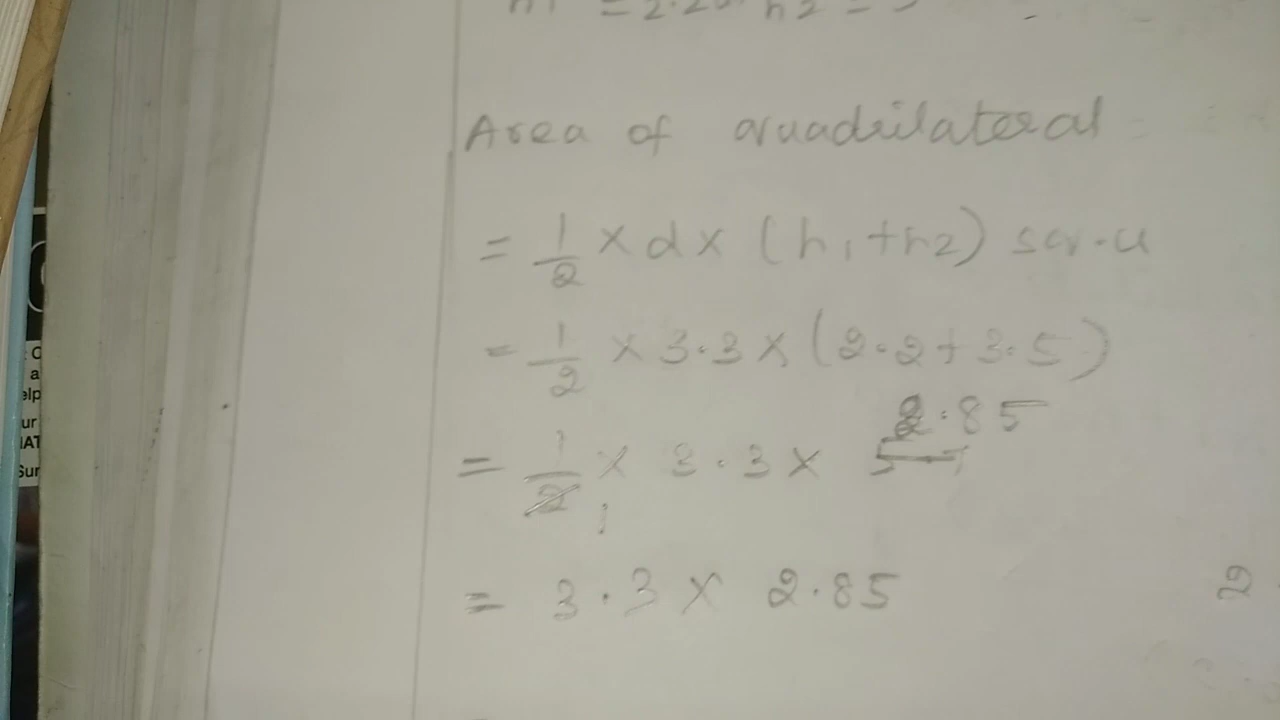 Area of quadrilateral
= 1/2 × d × (h1 + h2) sq.u
= 1/2 × 3.3 × (2.2 + 3.5)
2.85
= 1/2 × 3.3 × 5.7
1
= 3.3 × 2.85